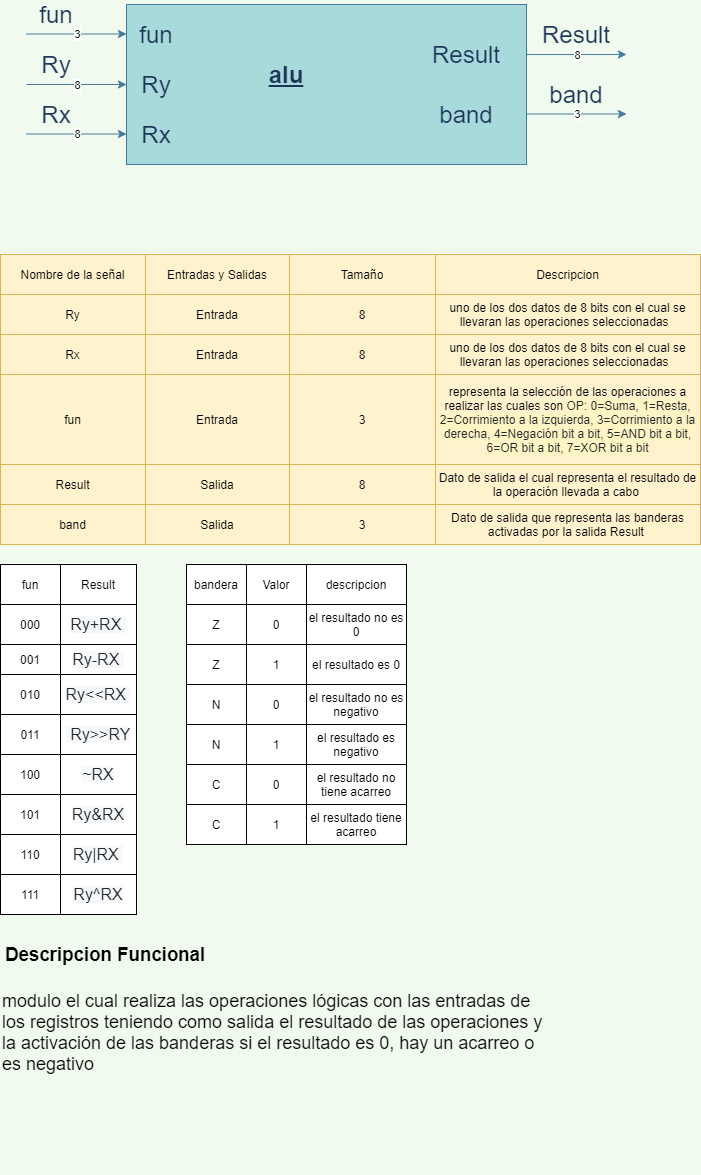 fun
3
fun
Ry
8
Ry
Rx
8
Rx
alu
Result
Result
8
band
band
3
Nombre de la señal Entradas y Salidas Tamaño Descripcion
Ry Entrada 8 uno de los dos datos de 8 bits con el cual se
llevaran las operaciones seleccionadas
Rx Entrada 8 uno de los dos datos de 8 bits con el cual se
llevaran las operaciones seleccionadas
fun Entrada 3 representa la selección de las operaciones a
realizar las cuales son OP: 0=Suma, 1=Resta,
2=Corrimiento a la izquierda, 3=Corrimiento a la
derecha, 4=Negación bit a bit, 5=AND bit a bit,
6=OR bit a bit, 7=XOR bit a bit
Result Salida 8 Dato de salida el cual representa el resultado de
la operación llevada a cabo
band Salida 3 Dato de salida que representa las banderas
activadas por la salida Result
fun Result
000 Ry+RX
001 Ry-RX
010 Ry<<RX
011 Ry>>RY
100 ~RX
101 Ry&RX
110 Ry|RX
111 Ry^RX
bandera Valor descripcion
Z 0 el resultado no es
0
Z 1 el resultado es 0
N 0 el resultado no es
negativo
N 1 el resultado es
negativo
C 0 el resultado no
tiene acarreo
C 1 el resultado tiene
acarreo
Descripcion Funcional
modulo el cual realiza las operaciones lógicas con las entradas de
los registros teniendo como salida el resultado de las operaciones y
la activación de las banderas si el resultado es 0, hay un acarreo o
es negativo